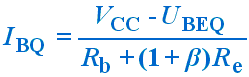 I_BQ = (V_CC - U_BEQ) / (R_b + (1 + β)R_e)